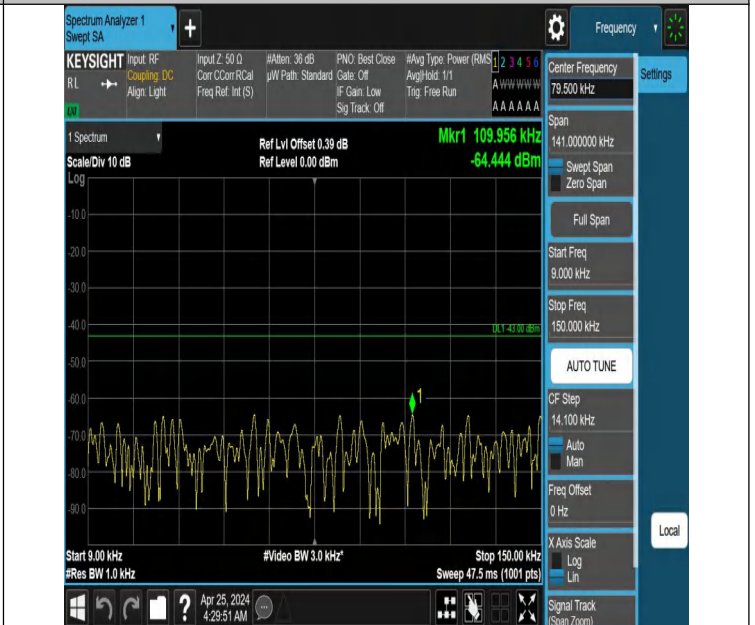 Spectrum Analyzer 1
Swept SA
+
Frequency
KEYSIGHT
RL
LXI
Input: RF
Coupling: DC
Align: Light
Input Z: 50 Ω
Corr CCorr RCal
Freq Ref: Int (S)
#Atten: 36 dB
µW Path: Standard
PNO: Best Close
Gate: Off
IF Gain: Low
Sig Track: Off
#Avg Type: Power (RMS
Avg|Hold: 1/1
Trig: Free Run
1 2 3 4 5 6
A W W W W W
A A A A A A
1 Spectrum
Scale/Div 10 dB
Ref Lvl Offset 0.39 dB
Ref Level 0.00 dBm
Mkr1 109.956 kHz
-64.444 dBm
Log
-10.0
-20.0
-30.0
-40.0
-50.0
-60.0
-70.0
-80.0
-90.0
DL1 -43.00 dBm
1
Start 9.00 kHz
#Res BW 1.0 kHz
#Video BW 3.0 kHz*
Stop 150.00 kHz
Sweep 47.5 ms (1001 pts)
Center Frequency
79.500 kHz
Span
141.000000 kHz
Swept Span
Zero Span
Full Span
Start Freq
9.000 kHz
Stop Freq
150.000 kHz
AUTO TUNE
CF Step
14.100 kHz
Auto
Man
Freq Offset
0 Hz
X Axis Scale
Log
Lin
Signal Track
(Span Zoom)
Settings
Local
?
Apr 25, 2024
4:29:51 AM